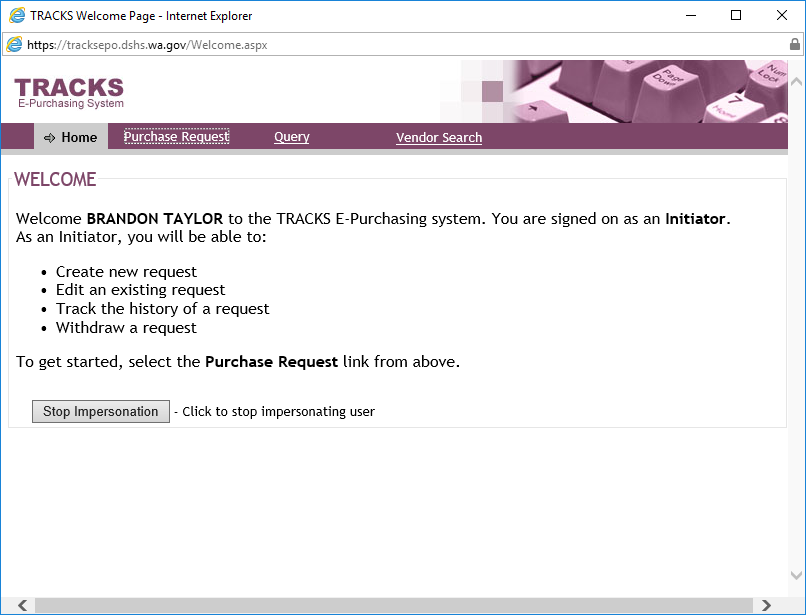 TRACKS Welcome Page - Internet Explorer
https://tracksepo.dshs.wa.gov/Welcome.aspx
TRACKS
E-Purchasing System
Page
Down
Num
Lock
7
Home
8
⇨ Home Purchase Request Query Vendor Search
WELCOME
Welcome BRANDON TAYLOR to the TRACKS E-Purchasing system. You are signed on as an Initiator.
As an Initiator, you will be able to:
• Create new request
• Edit an existing request
• Track the history of a request
• Withdraw a request
To get started, select the Purchase Request link from above.
Stop Impersonation - Click to stop impersonating user